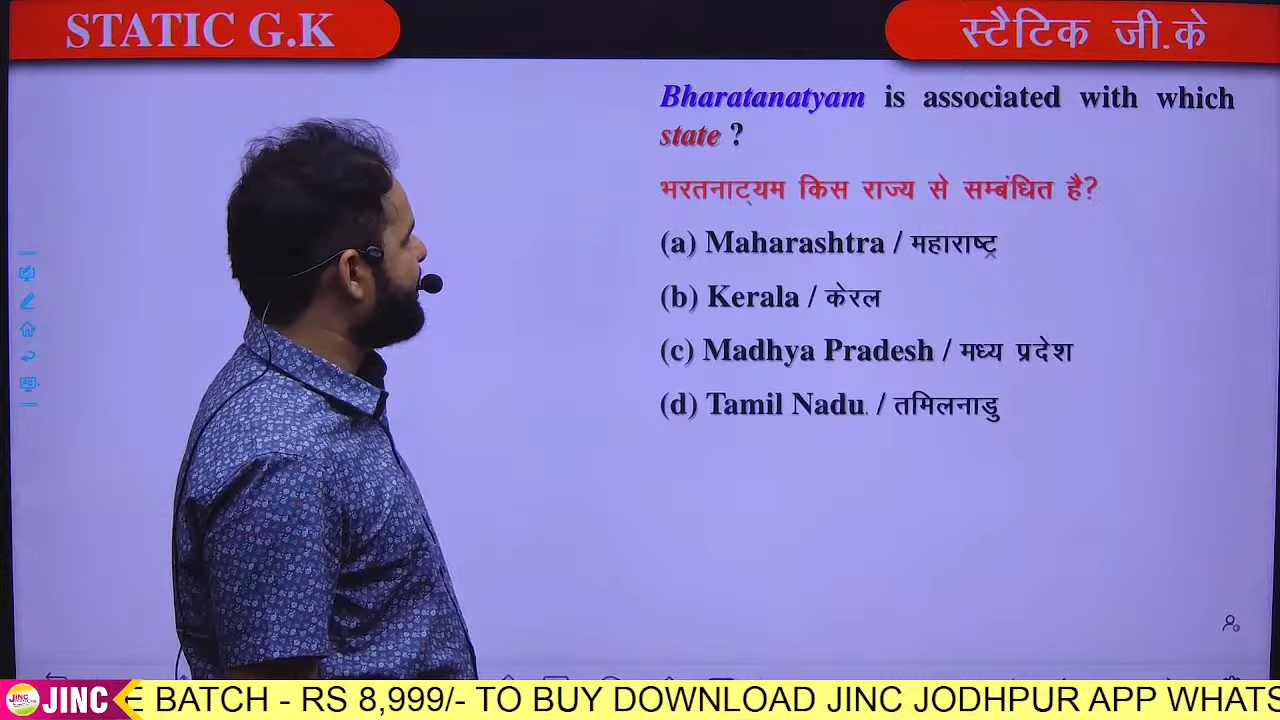 STATIC G.K
स्टैटिक जी.के
Bharatanatyam is associated with which
state ?
भरतनाट्यम किस राज्य से सम्बंधित है?
(a) Maharashtra / महाराष्ट्र
(b) Kerala / केरल
(c) Madhya Pradesh / मध्य प्रदेश
(d) Tamil Nadu. / तमिलनाडु
JINC
E BATCH - RS 8,999/- TO BUY DOWNLOAD JINC JODHPUR APP WHATS